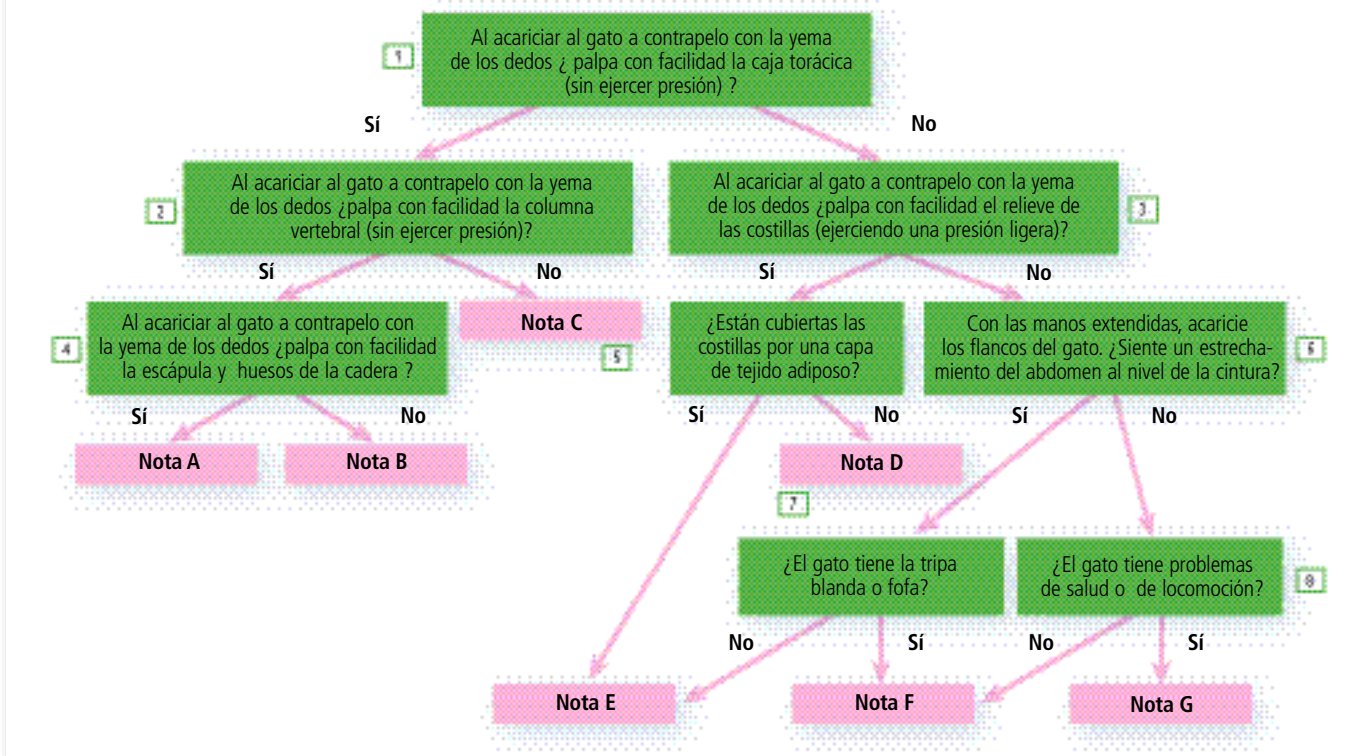 1
Al acariciar al gato a contrapelo con la yema
de los dedos ¿ palpa con facilidad la caja torácica
(sin ejercer presión) ?
Sí
No
2
Al acariciar al gato a contrapelo con la yema
de los dedos ¿palpa con facilidad la columna
vertebral (sin ejercer presión)?
Al acariciar al gato a contrapelo con la yema
de los dedos ¿palpa con facilidad el relieve de
las costillas (ejerciendo una presión ligera)?
3
Sí
No
Sí
No
4
Al acariciar al gato a contrapelo con
la yema de los dedos ¿palpa con facilidad
la escápula y huesos de la cadera ?
Nota C
5
¿Están cubiertas las
costillas por una capa
de tejido adiposo?
Con las manos extendidas, acaricie
los flancos del gato. ¿Siente un estrecha-
miento del abdomen al nivel de la cintura?
Sí
No
Sí
No
Sí
No
Nota A
Nota B
Nota D
7
¿El gato tiene la tripa
blanda o fofa?
¿El gato tiene problemas
de salud o de locomoción?
8
No
Sí
No
Sí
Nota E
Nota F
Nota G